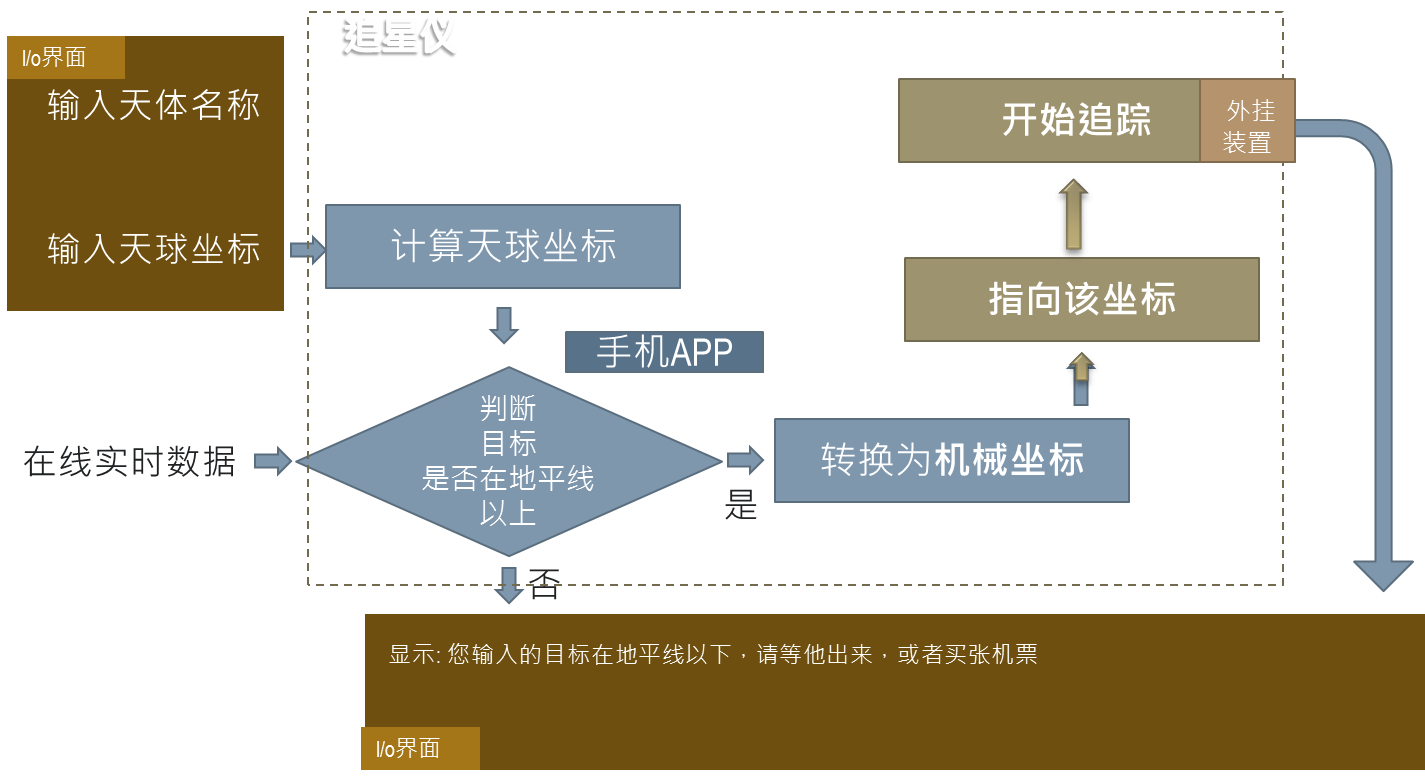 追星仪
I/o界面
输入天体名称
输入天球坐标
计算天球坐标
手机APP
判断
目标
是否在地平线
以上
在线实时数据
是
否
转换为机械坐标
指向该坐标
开始追踪
外挂
装置
显示: 您输入的目标在地平线以下，请等他出来，或者买张机票
I/o界面